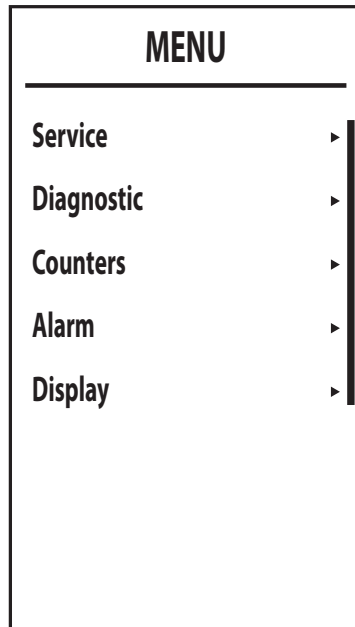 MENU
Service
Diagnostic
Counters
Alarm
Display